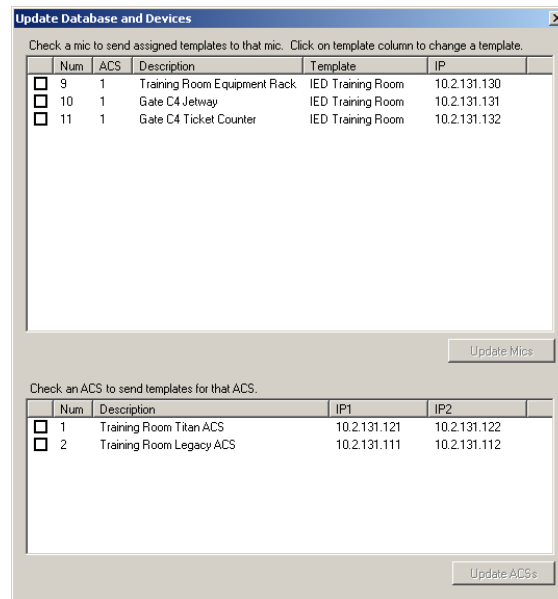 Update Database and Devices
Check a mic to send assigned templates to that mic. Click on template column to change a template.
Num ACS Description Template IP
9 1 Training Room Equipment Rack IED Training Room 10.2.131.130
10 1 Gate C4 Jetway IED Training Room 10.2.131.131
11 1 Gate C4 Ticket Counter IED Training Room 10.2.131.132
Update Mics
Check an ACS to send templates for that ACS.
Num Description IP1 IP2
1 Training Room Titan ACS 10.2.131.121 10.2.131.122
2 Training Room Legacy ACS 10.2.131.111 10.2.131.112
Update ACSs